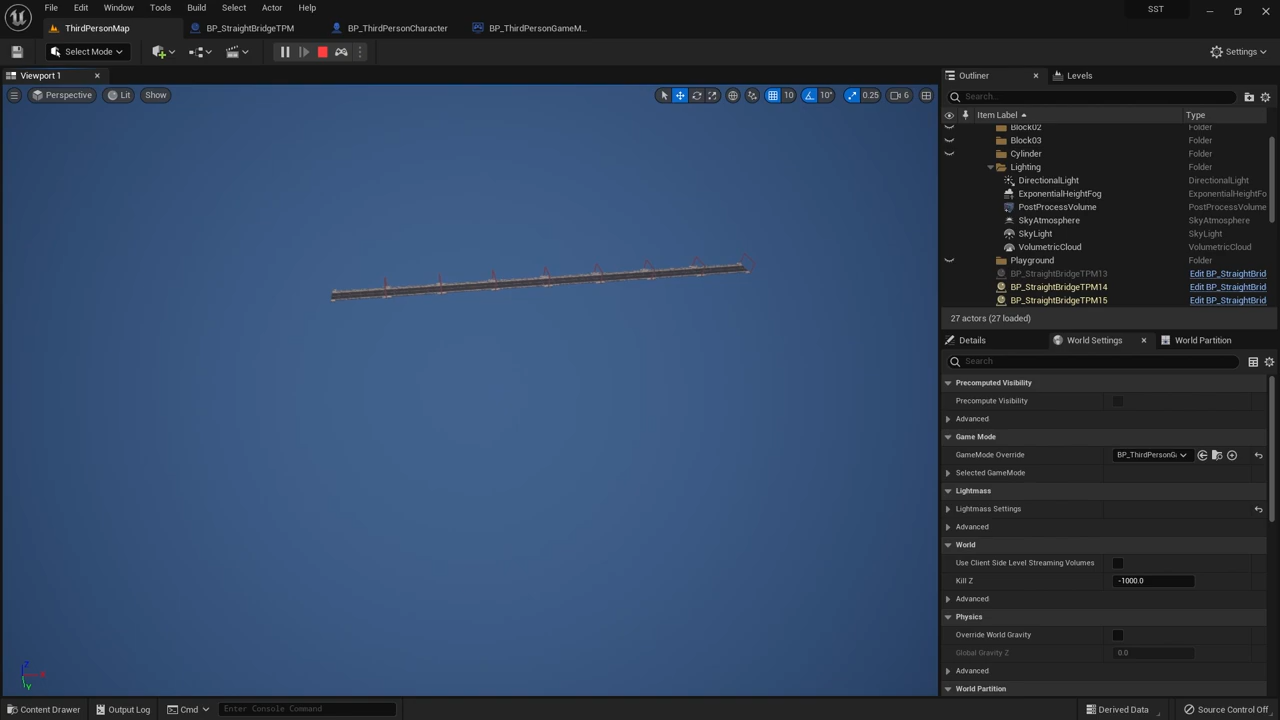 File Edit Window Tools Build Select Actor Help
SST
ThirdPersonMap
BP_StraightBridgeTPM
BP_ThirdPersonCharacter
BP_ThirdPersonGameM...
Select Mode
Settings
Viewport 1
Perspective Lit Show
10 10° 0.25 6
Outliner Levels
Search...
Item Label Type
Block02 Folder
Block03 Folder
Cylinder Folder
Lighting Folder
DirectionalLight DirectionalLight
ExponentialHeightFog ExponentialHeightFo
PostProcessVolume PostProcessVolume
SkyAtmosphere SkyAtmosphere
SkyLight SkyLight
VolumetricCloud VolumetricCloud
Playground Folder
BP_StraightBridgeTPM13 Edit BP_StraightBrid
BP_StraightBridgeTPM14 Edit BP_StraightBrid
BP_StraightBridgeTPM15 Edit BP_StraightBrid
27 actors (27 loaded)
Details World Settings World Partition
Search
Precomputed Visibility
Precompute Visibility
Advanced
Game Mode
GameMode Override BP_ThirdPersonGa
Selected GameMode
Lightmass
Lightmass Settings
Advanced
World
Use Client Side Level Streaming Volumes
Kill Z -1000.0
Advanced
Physics
Override World Gravity
Global Gravity Z 0.0
Advanced
World Partition
Z
Y
Content Drawer Output Log Cmd Enter Console Command Derived Data Source Control Off